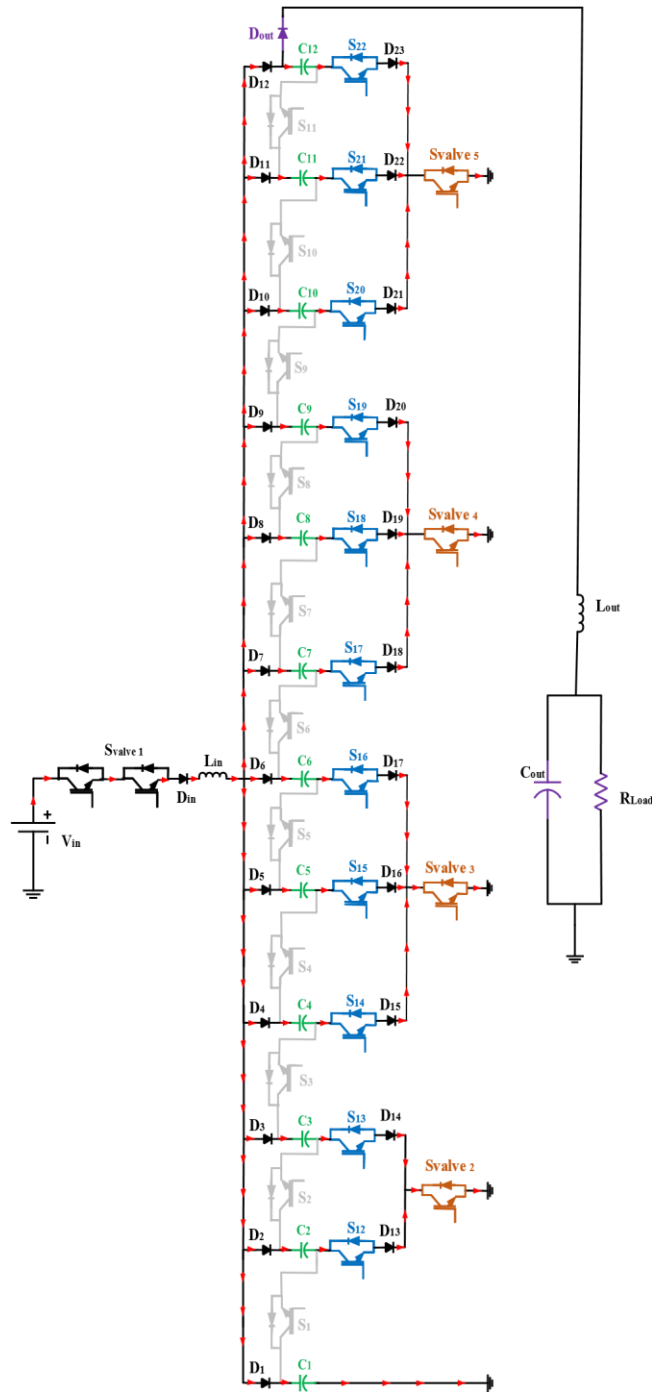 Dout
C12 S22 D23
D12
S11
D11 C11 S21 D22 Svalve 5
S10
D10 C10 S20 D21
S9
D9 C9 S19 D20
S8
D8 C8 S18 D19 Svalve 4
S7
D7 C7 S17 D18
S6
Svalve 1 Lin D6 C6 S16 D17
Din
+
Vin
S5
D5 C5 S15 D16 Svalve 3
S4
D4 C4 S14 D15
S3
D3 C3 S13 D14
S2
Svalve 2
D2 C2 S12 D13
S1
D1 C1
Lout
Cout
RLoad